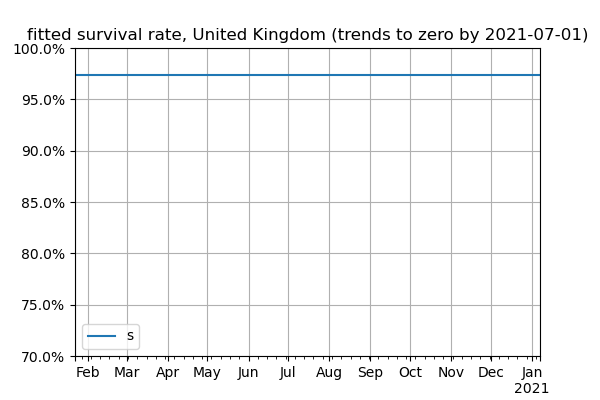 fitted survival rate, United Kingdom (trends to zero by 2021-07-01)
100.0%
95.0%
90.0%
85.0%
80.0%
75.0%
70.0%
s
Feb Mar Apr May Jun Jul Aug Sep Oct Nov Dec Jan
2021